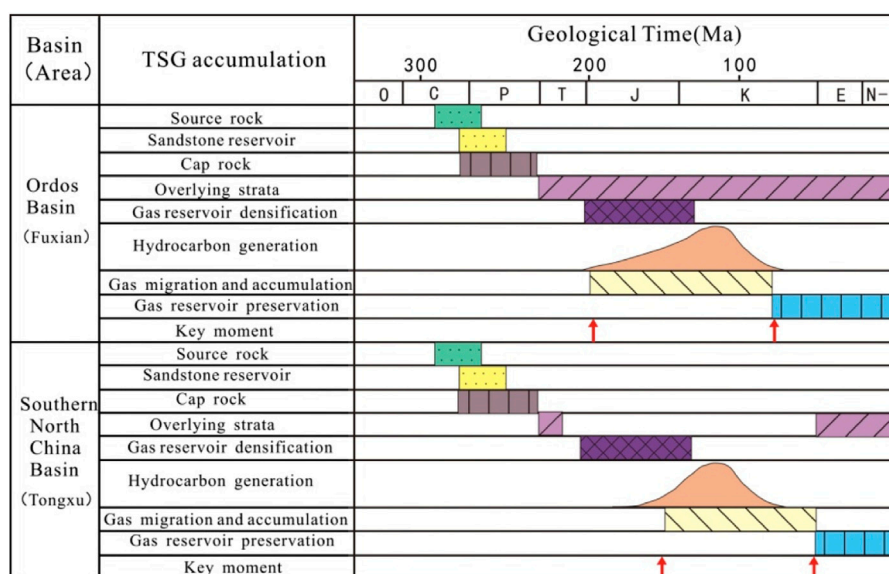 Basin
(Area)
TSG accumulation
Geological Time(Ma)
300
200
100
O
C
P
T
J
K
E
N-
Ordos
Basin
(Fuxian)
Source rock
Sandstone reservoir
Cap rock
Overlying strata
Gas reservoir densification
Hydrocarbon generation
Gas migration and accumulation
Gas reservoir preservation
Key moment
Southern
North
China
Basin
(Tongxu)
Source rock
Sandstone reservoir
Cap rock
Overlying strata
Gas reservoir densification
Hydrocarbon generation
Gas migration and accumulation
Gas reservoir preservation
Key moment